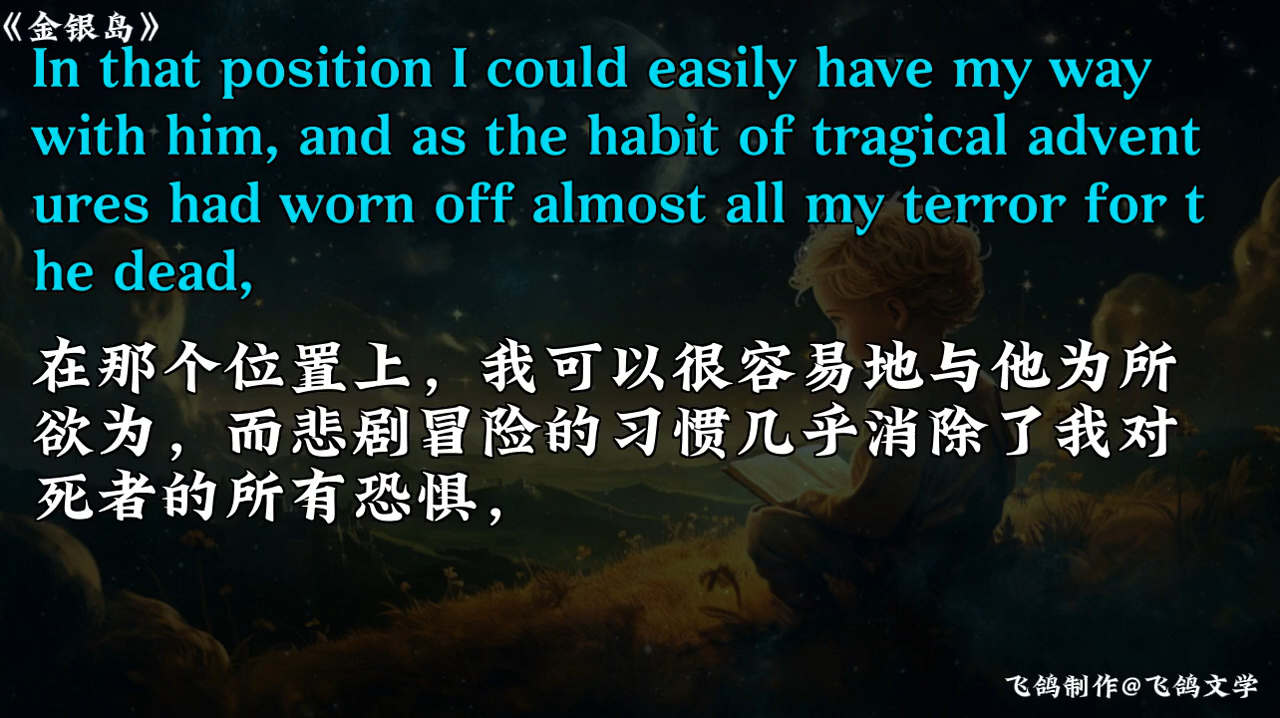 《金银岛》
In that position I could easily have my way
with him, and as the habit of tragical advent
ures had worn off almost all my terror for t
he dead,
在那个位置上，我可以很容易地与他为所
欲为，而悲剧冒险的习惯几乎消除了我对
死者的所有恐惧，
飞鸽制作@飞鸽文学